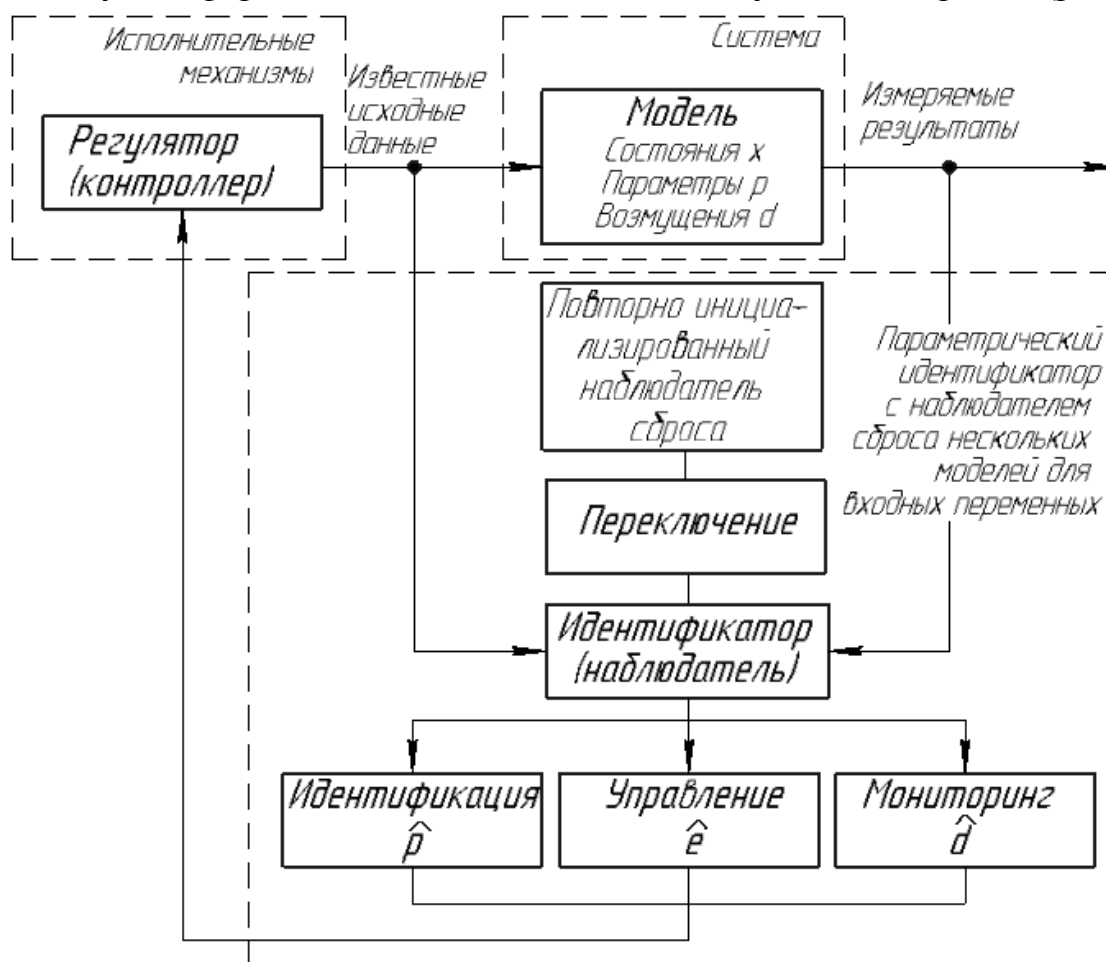 Исполнительные
механизмы
Регулятор
(контроллер)
Известные
исходные
данные
Система
Модель
Состояния x
Параметры p
Возмущения d
Измеряемые
результаты
Повторно инициа-
лизированный
наблюдатель
сброса
Параметрический
идентификатор
с наблюдателем
сброса нескольких
моделей для
входных переменных
Переключение
Идентификатор
(наблюдатель)
Идентификация
p̂
Управление
ê
Мониторинг
d̂